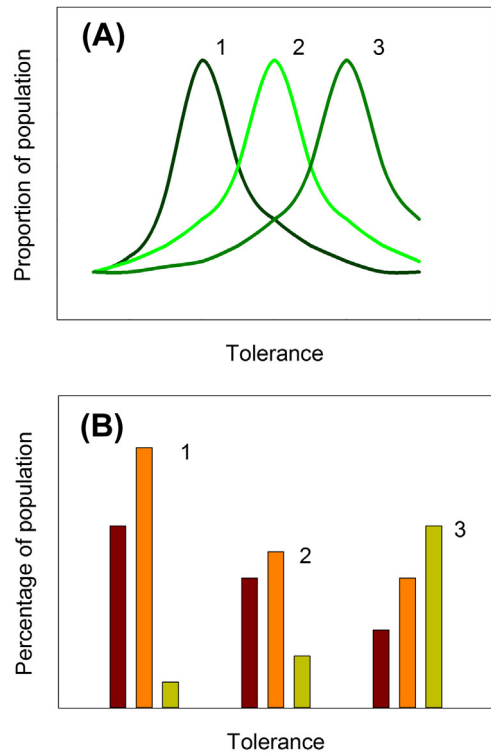 (A)
1 2 3
Proportion of population
Tolerance
(B)
1
2
3
Percentage of population
Tolerance